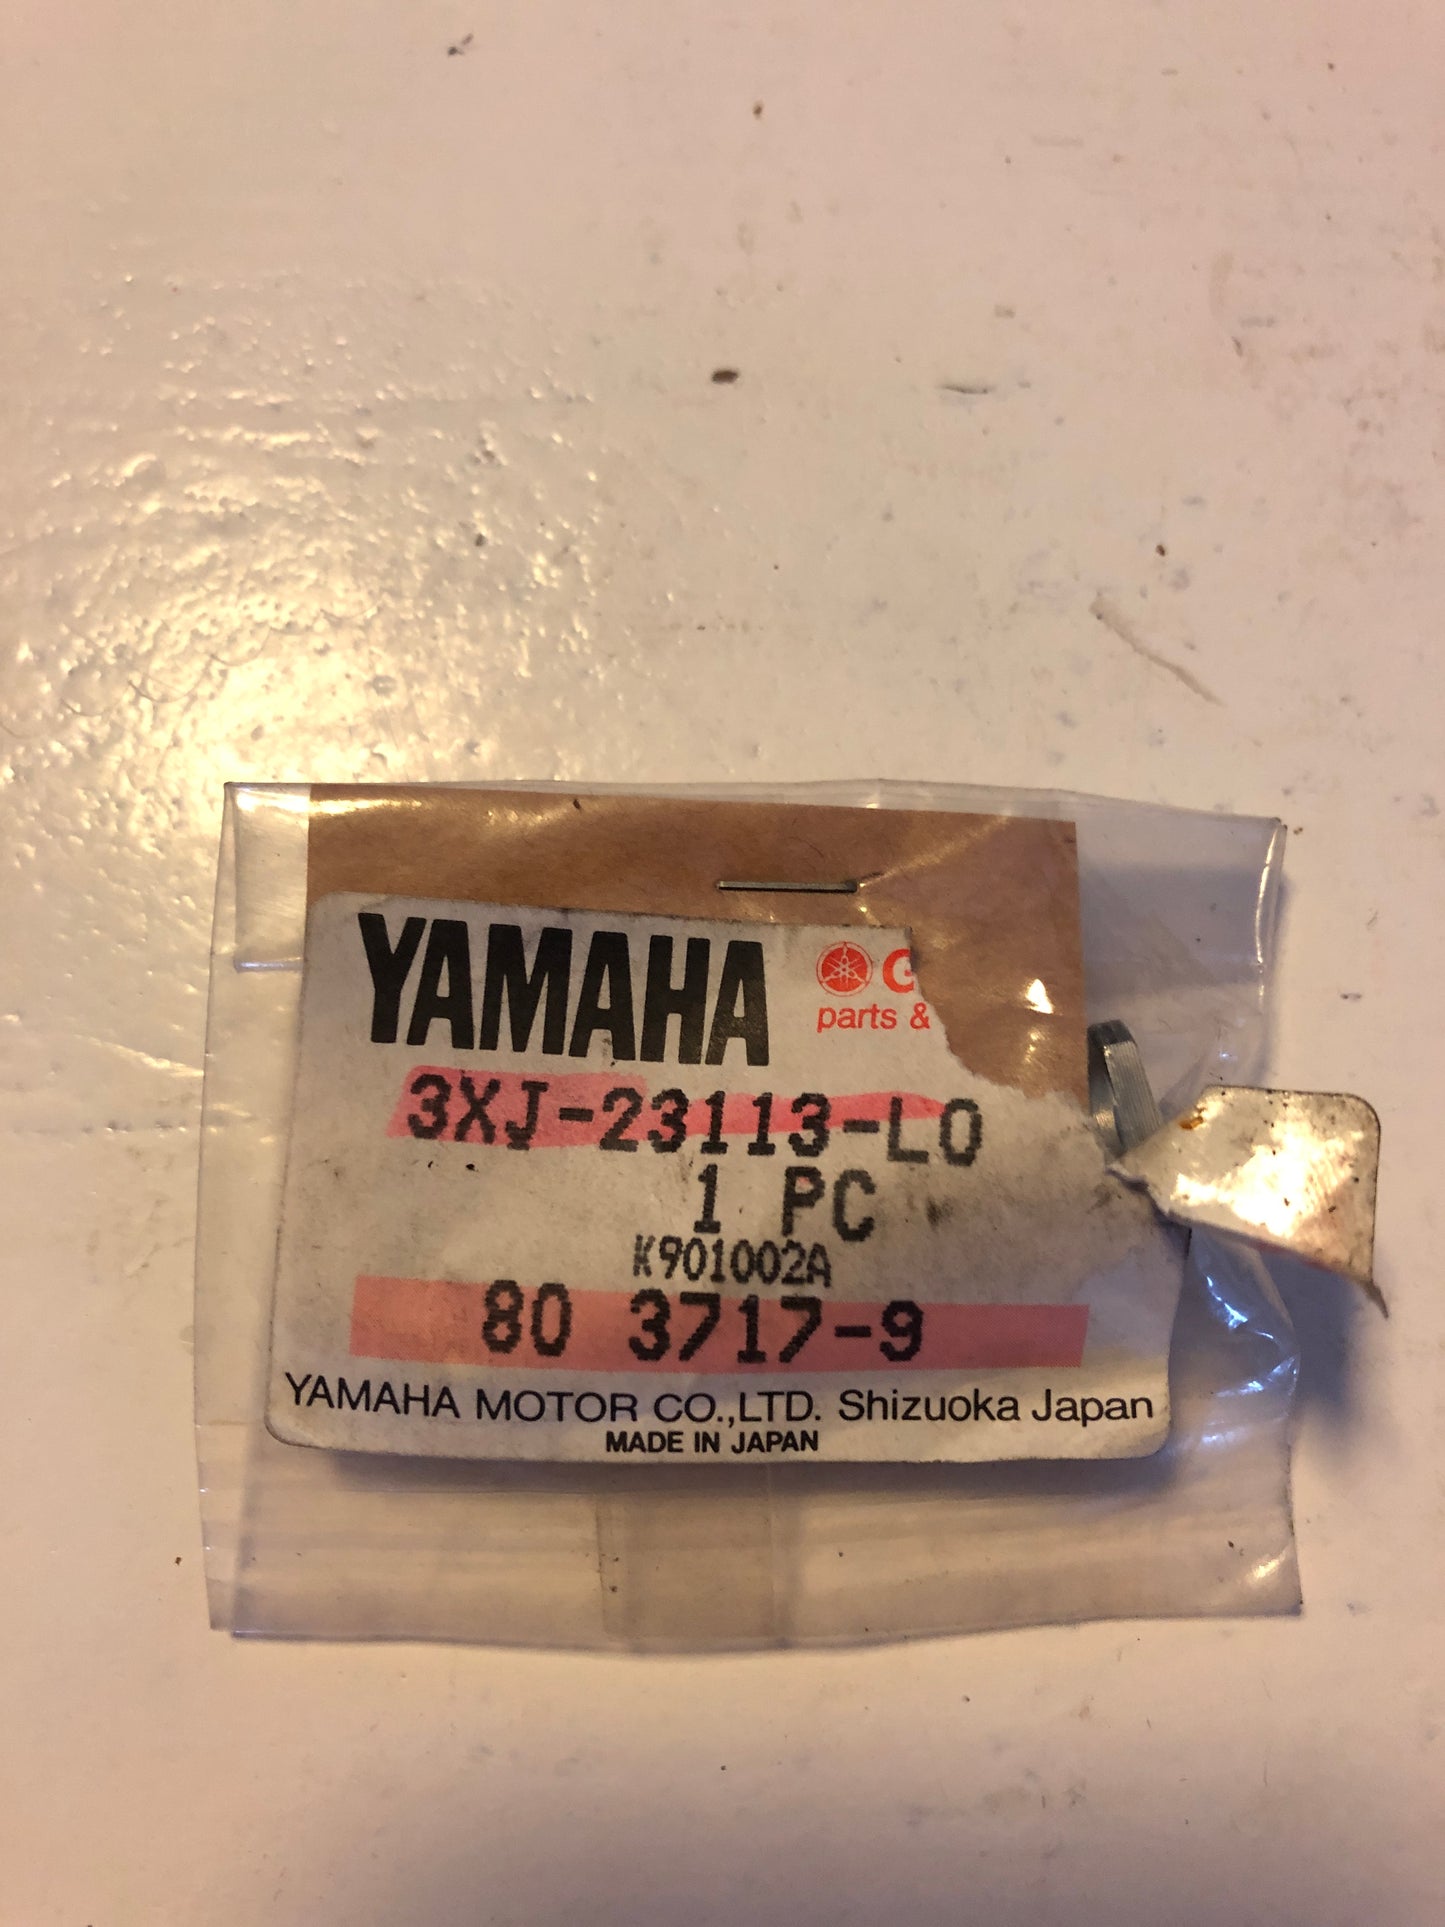 YAMAHA
G
parts &
3XJ-23113-L0
1 PC
K901002A
80 3717-9
YAMAHA MOTOR CO.,LTD. Shizuoka Japan
MADE IN JAPAN